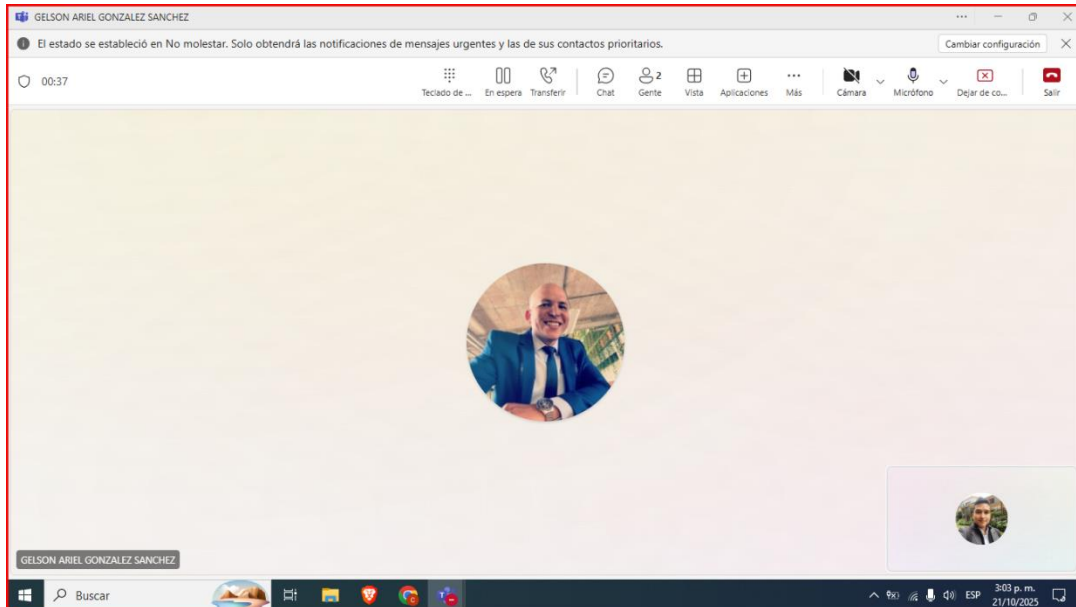 GELSON ARIEL GONZALEZ SANCHEZ
El estado se estableció en No molestar. Solo obtendrá las notificaciones de mensajes urgentes y las de sus contactos prioritarios.
Cambiar configuración
00:37
Teclado de ...
En espera
Transferir
Chat
2
Gente
Vista
Aplicaciones
Más
Cámara
Micrófono
Dejar de co...
Salir
GELSON ARIEL GONZALEZ SANCHEZ
Buscar
ESP
3:03 p. m.
21/10/2025